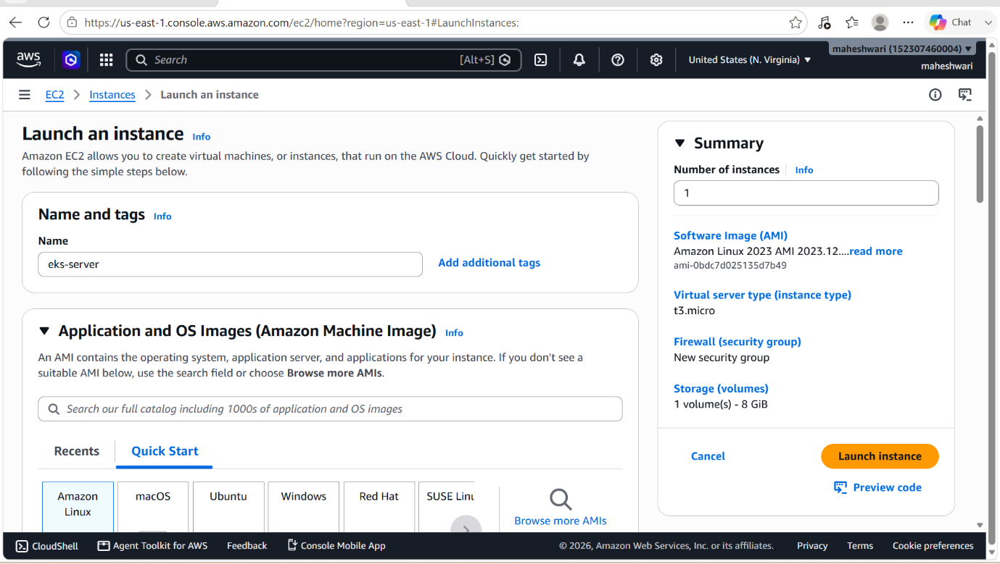 https://us-east-1.console.aws.amazon.com/ec2/home?region=us-east-1#LaunchInstances:
Chat
aws
Search
[Alt+S]
United States (N. Virginia)
maheshwari (152307460004)
maheshwari
EC2
Instances
Launch an instance
Launch an instance Info
Amazon EC2 allows you to create virtual machines, or instances, that run on the AWS Cloud. Quickly get started by
following the simple steps below.
Name and tags Info
Name
eks-server
Add additional tags
Application and OS Images (Amazon Machine Image) Info
An AMI contains the operating system, application server, and applications for your instance. If you don't see a
suitable AMI below, use the search field or choose Browse more AMIs.
Search our full catalog including 1000s of application and OS images
Recents
Quick Start
Amazon
Linux
macOS
Ubuntu
Windows
Red Hat
SUSE Linu
Browse more AMIs
Summary
Number of instances Info
1
Software Image (AMI)
Amazon Linux 2023 AMI 2023.12....read more
ami-0bdc7d025135d7b49
Virtual server type (instance type)
t3.micro
Firewall (security group)
New security group
Storage (volumes)
1 volume(s) - 8 GiB
Cancel
Launch instance
Preview code
CloudShell
Agent Toolkit for AWS
Feedback
Console Mobile App
© 2026, Amazon Web Services, Inc. or its affiliates.
Privacy
Terms
Cookie preferences